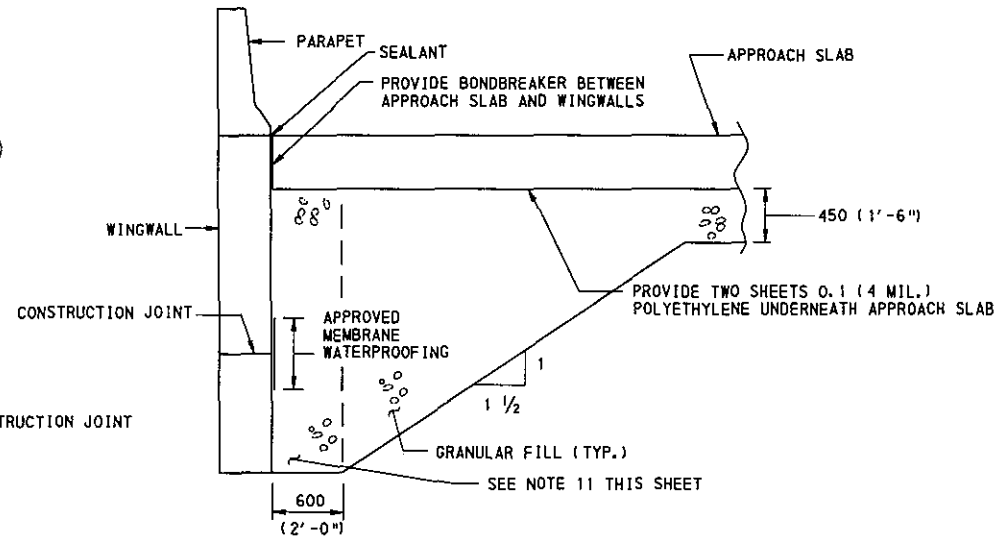 PARAPET
SEALANT
APPROACH SLAB
PROVIDE BONDBREAKER BETWEEN
APPROACH SLAB AND WINGWALLS
)
WINGWALL
450 (1'-6")
PROVIDE TWO SHEETS 0.1 (4 MIL.)
POLYETHYLENE UNDERNEATH APPROACH SLAB
CONSTRUCTION JOINT
APPROVED
MEMBRANE
WATERPROOFING
1
1 ½
TRUCTION JOINT
GRANULAR FILL (TYP.)
SEE NOTE 11 THIS SHEET
600
(2'-0")